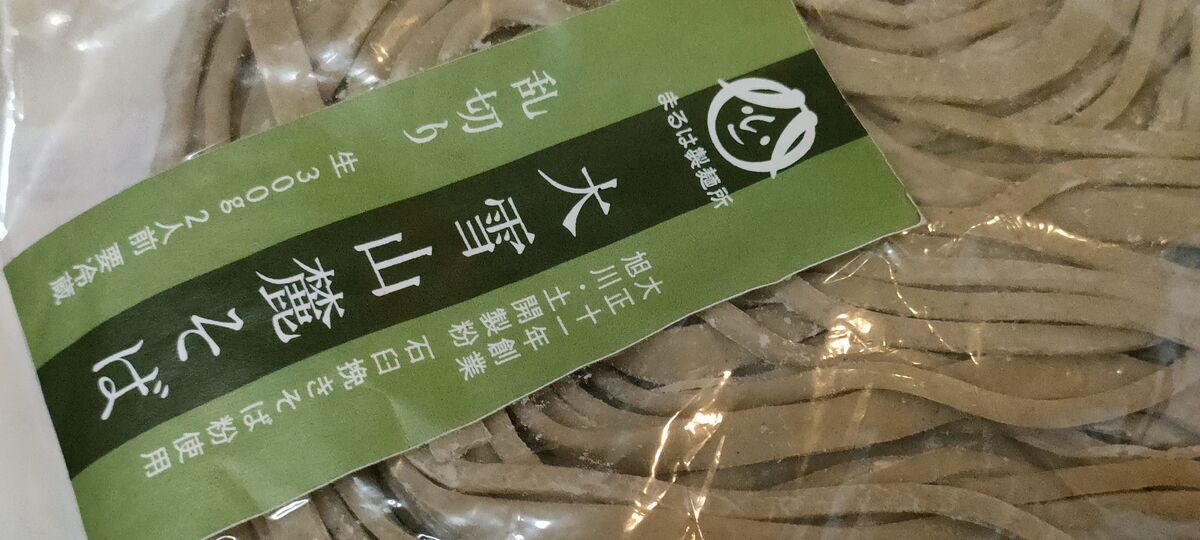 まるは製麺所
大正十一年創業
旭川・土開製粉 石臼挽きそば粉使用
大雪山麓そば
乱切り
生300g 2人前 要冷蔵